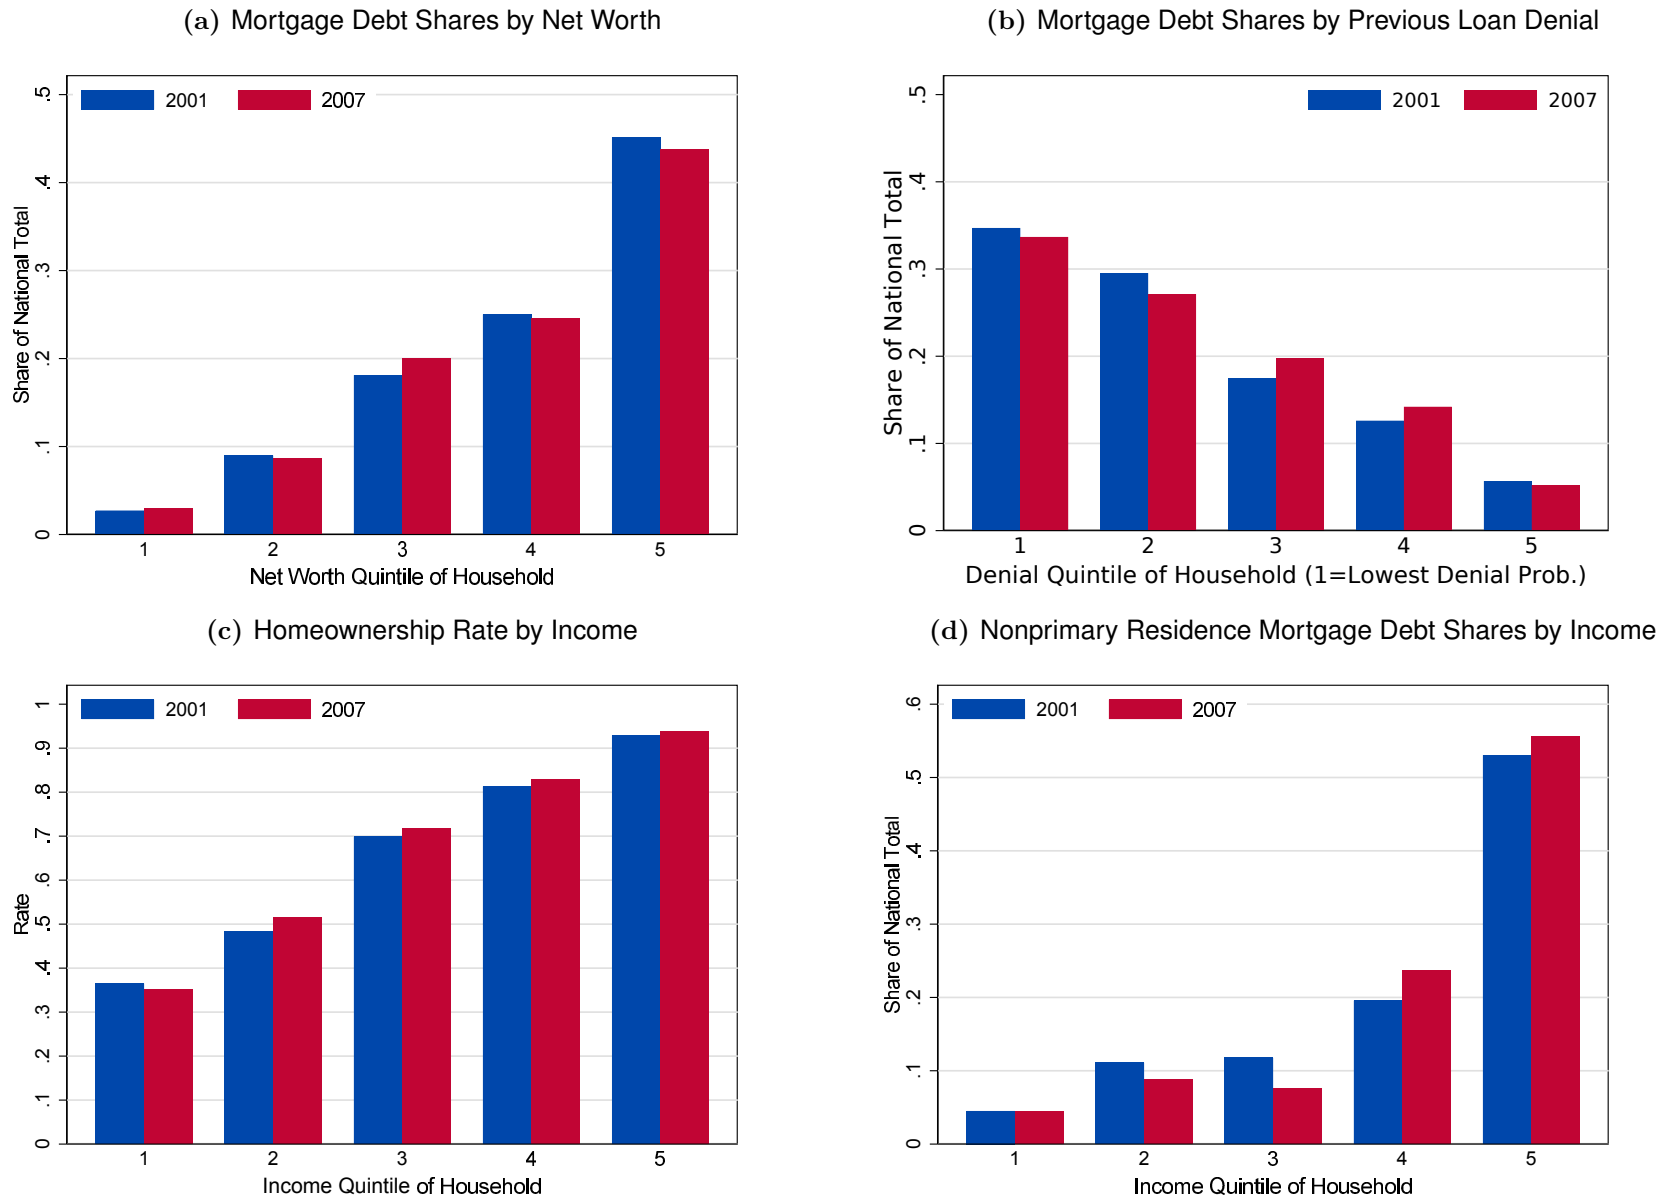 (a) Mortgage Debt Shares by Net Worth
2001 2007
Share of National Total
.5
.4
.3
.2
.1
0
1 2 3 4 5
Net Worth Quintile of Household
(b) Mortgage Debt Shares by Previous Loan Denial
2001 2007
Share of National Total
.5
.4
.3
.2
.1
0
1 2 3 4 5
Denial Quintile of Household (1=Lowest Denial Prob.)
(c) Homeownership Rate by Income
2001 2007
Rate
1
.9
.8
.7
.6
.5
.4
.3
.2
.1
0
1 2 3 4 5
Income Quintile of Household
(d) Nonprimary Residence Mortgage Debt Shares by Income
2001 2007
Share of National Total
.6
.5
.4
.3
.2
.1
0
1 2 3 4 5
Income Quintile of Household